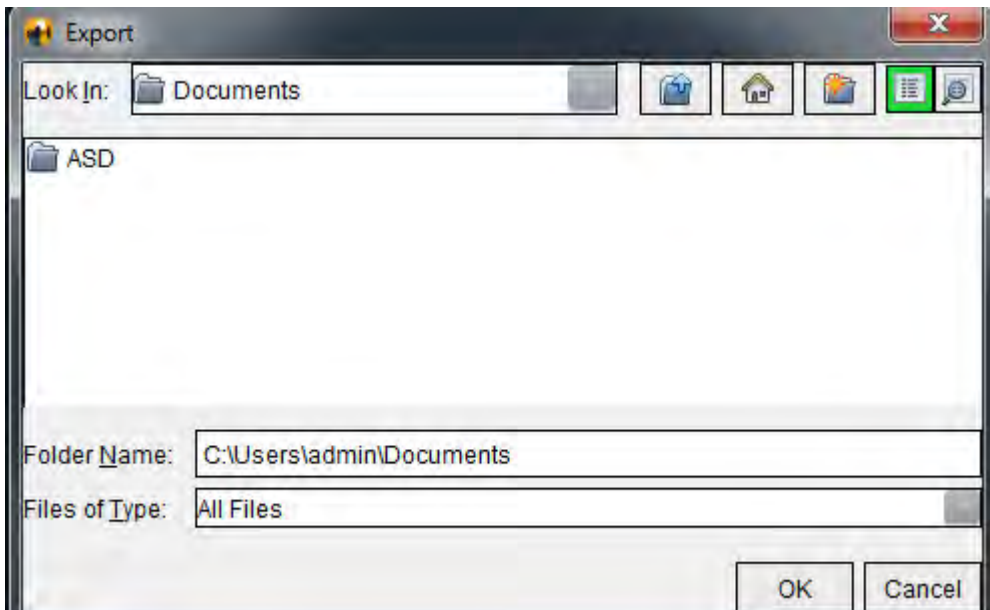 Export
Look In: Documents
ASD
Folder Name: C:\Users\admin\Documents
Files of Type: All Files
OK Cancel